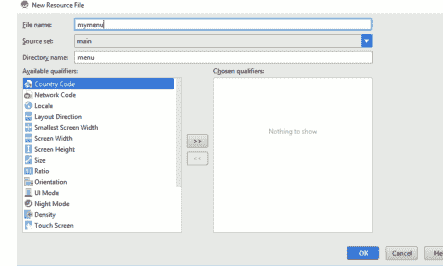 New Resource File
File name: mymenu
Source set: main
Directory name: menu
Available qualifiers: Chosen qualifiers:
Country Code
Network Code
Locale
Layout Direction
Smallest Screen Width
Screen Width
Screen Height
Size
Ratio
Orientation
UI Mode
Night Mode
Density
Touch Screen
>>
<<
Nothing to show
OK Cancel He